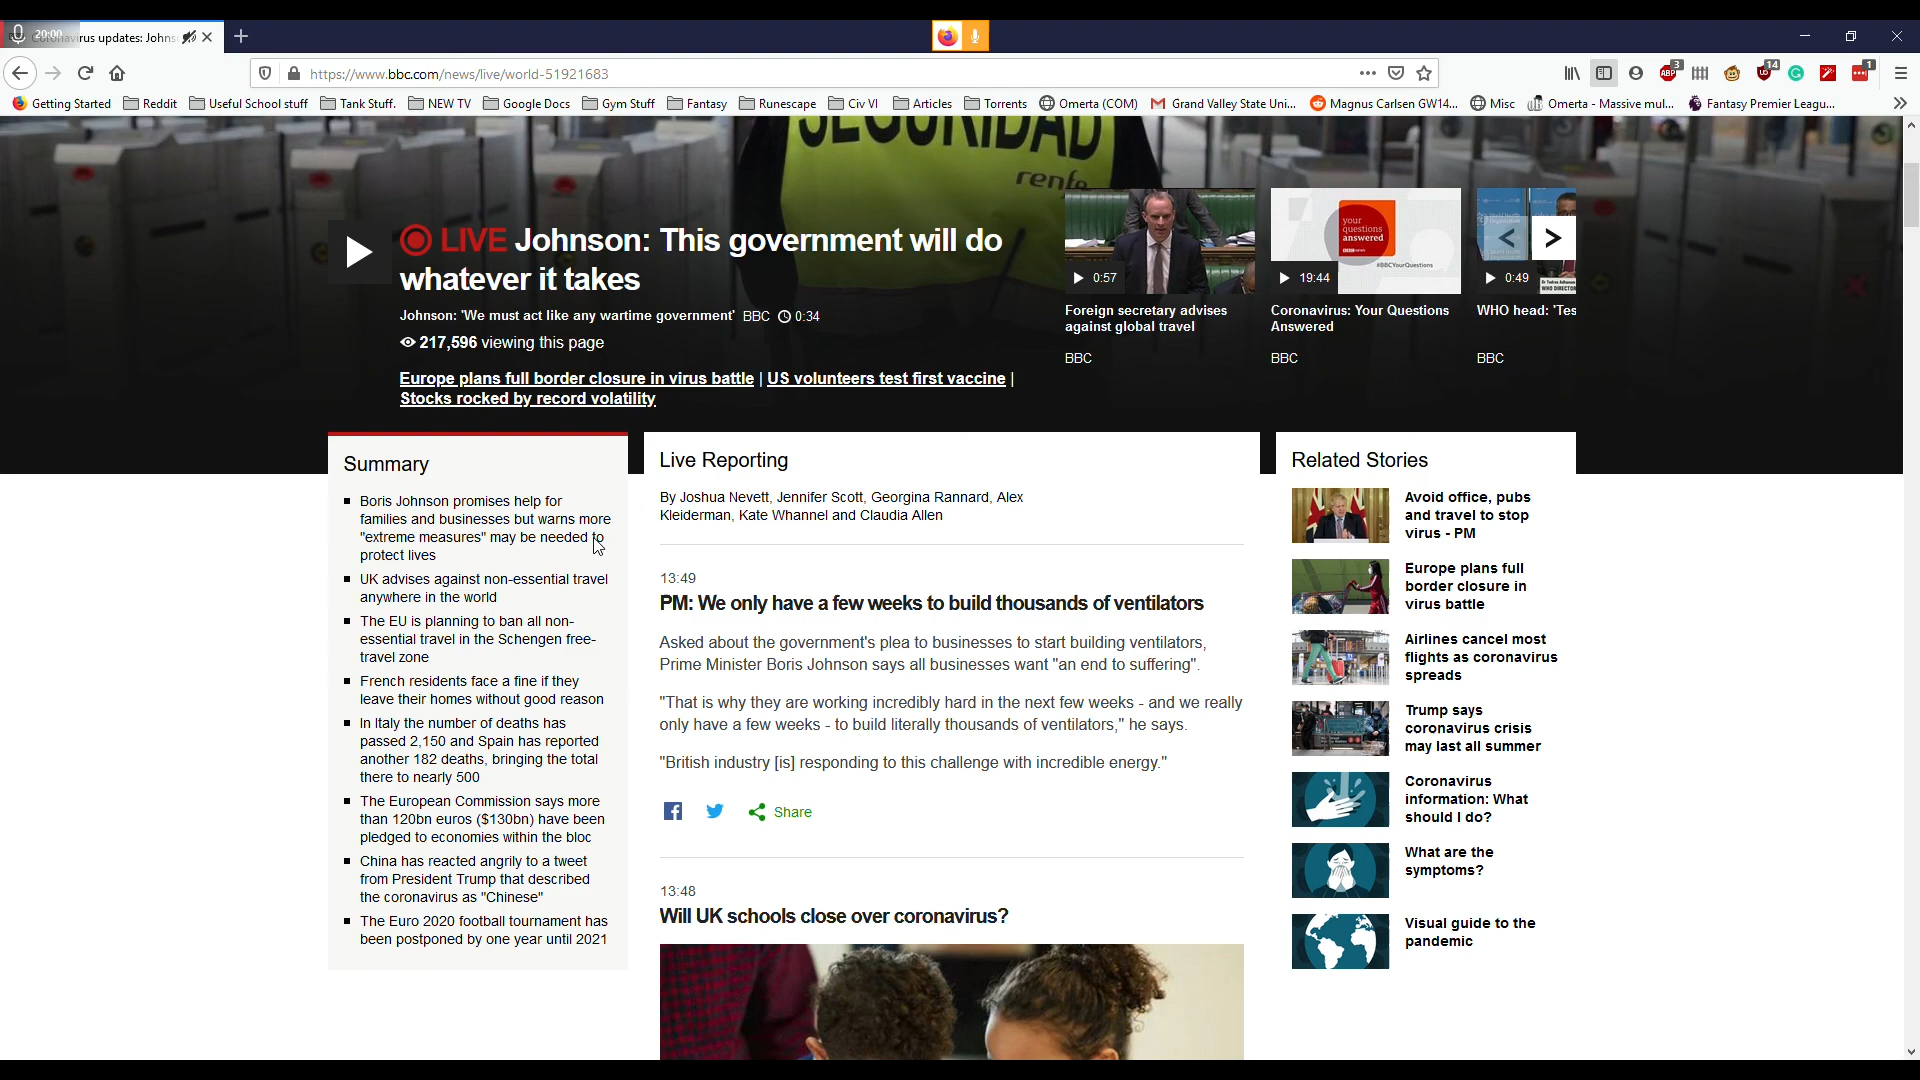 20:00
rus updates: Johns
https://www.bbc.com/news/live/world-51921683
3
14
1
Getting Started
Reddit
Useful School stuff
Tank Stuff.
NEW TV
Google Docs
Gym Stuff
Fantasy
Runescape
Civ VI
Articles
Torrents
Omerta (COM)
Grand Valley State Uni...
Magnus Carlsen GW14...
Misc
Omerta - Massive mul...
Fantasy Premier Leagu...
SEGURIDAD
renfe
LIVE Johnson: This government will do
whatever it takes
Johnson: 'We must act like any wartime government' BBC 0:34
217,596 viewing this page
Europe plans full border closure in virus battle | US volunteers test first vaccine |
Stocks rocked by record volatility
0:57
Foreign secretary advises
against global travel
BBC
your
questions
answered
#BBCYourQuestions
19:44
Coronavirus: Your Questions
Answered
BBC
0:49
WHO DIRECTOR
WHO head: 'Tes
BBC
Summary
Boris Johnson promises help for
families and businesses but warns more
"extreme measures" may be needed to
protect lives
UK advises against non-essential travel
anywhere in the world
The EU is planning to ban all non-
essential travel in the Schengen free-
travel zone
French residents face a fine if they
leave their homes without good reason
In Italy the number of deaths has
passed 2,150 and Spain has reported
another 182 deaths, bringing the total
there to nearly 500
The European Commission says more
than 120bn euros ($130bn) have been
pledged to economies within the bloc
China has reacted angrily to a tweet
from President Trump that described
the coronavirus as "Chinese"
The Euro 2020 football tournament has
been postponed by one year until 2021
Live Reporting
By Joshua Nevett, Jennifer Scott, Georgina Rannard, Alex
Kleiderman, Kate Whannel and Claudia Allen
13:49
PM: We only have a few weeks to build thousands of ventilators
Asked about the government's plea to businesses to start building ventilators,
Prime Minister Boris Johnson says all businesses want "an end to suffering".
"That is why they are working incredibly hard in the next few weeks - and we really
only have a few weeks - to build literally thousands of ventilators," he says.
"British industry [is] responding to this challenge with incredible energy."
Share
13:48
Will UK schools close over coronavirus?
Related Stories
Avoid office, pubs
and travel to stop
virus - PM
Europe plans full
border closure in
virus battle
Airlines cancel most
flights as coronavirus
spreads
Trump says
coronavirus crisis
may last all summer
Coronavirus
information: What
should I do?
What are the
symptoms?
Visual guide to the
pandemic